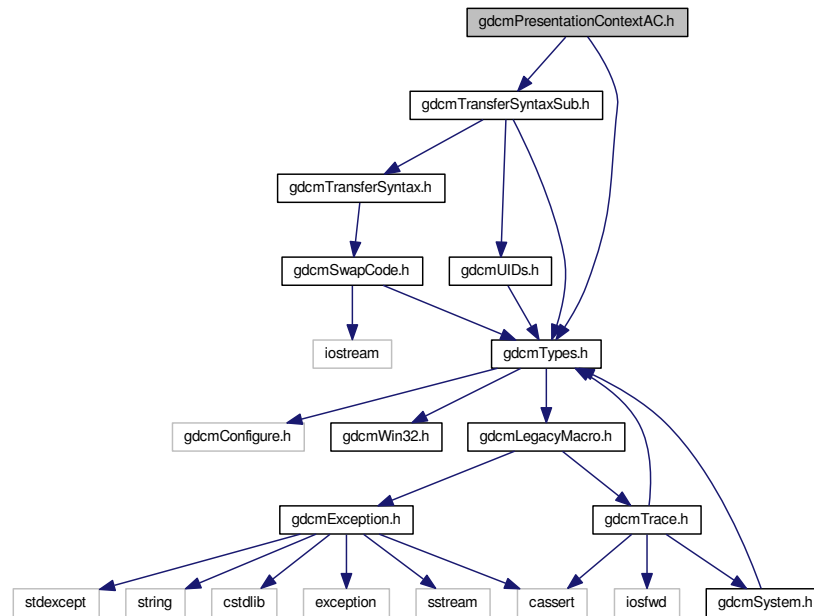 gdcmPresentationContextAC.h
gdcmTransferSyntaxSub.h
gdcmTransferSyntax.h
gdcmSwapCode.h
gdcmUIDs.h
iostream
gdcmTypes.h
gdcmConfigure.h
gdcmWin32.h
gdcmLegacyMacro.h
gdcmException.h
gdcmTrace.h
stdexcept
string
cstdlib
exception
sstream
cassert
iosfwd
gdcmSystem.h